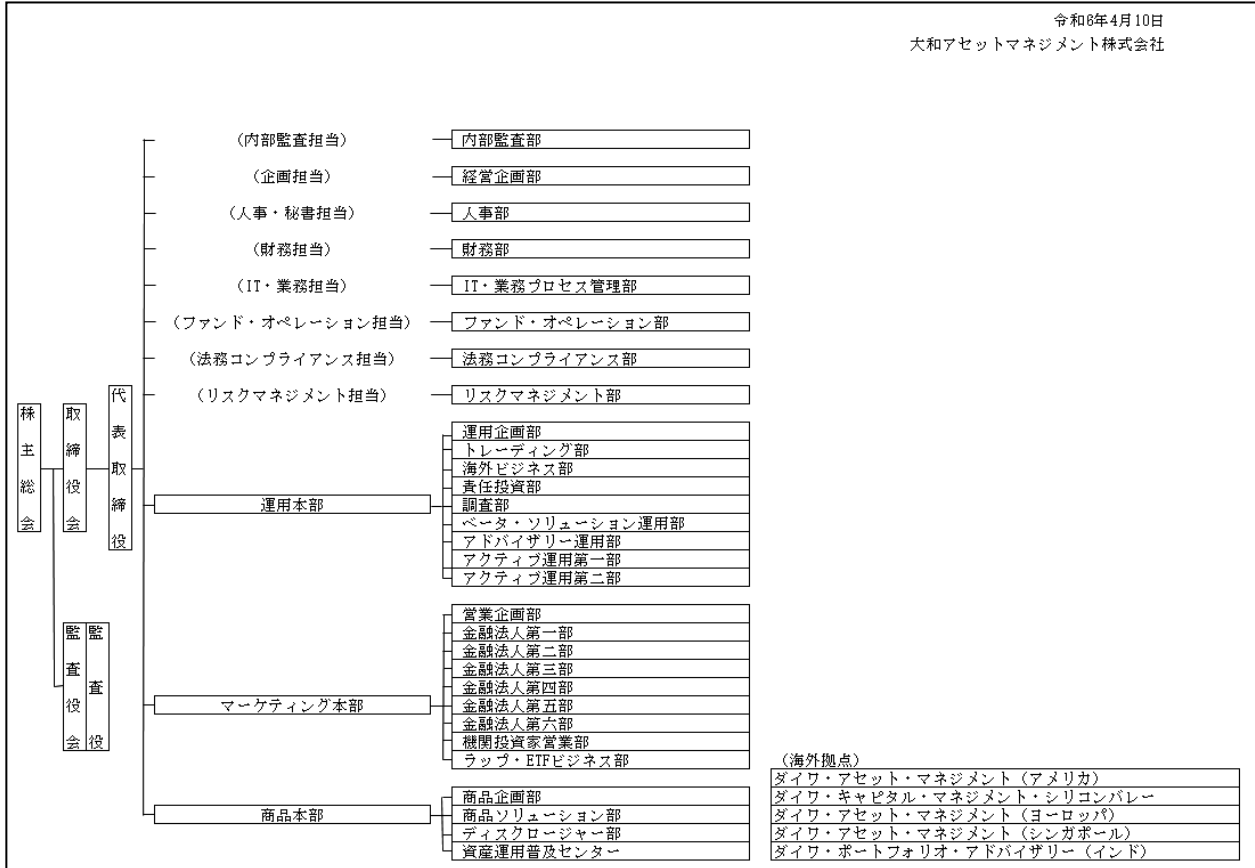 令和6年4月10日
大和アセットマネジメント株式会社
(内部監査担当) 内部監査部
(企画担当) 経営企画部
(人事・秘書担当) 人事部
(財務担当) 財務部
(IT・業務担当) IT・業務プロセス管理部
(ファンド・オペレーション担当) ファンド・オペレーション部
(法務コンプライアンス担当) 法務コンプライアンス部
(リスクマネジメント担当) リスクマネジメント部
株主総会
取締役会
代表取締役
監査役会
監査役
運用本部
運用企画部
トレーディング部
海外ビジネス部
責任投資部
調査部
ベータ・ソリューション運用部
アドバイザリー運用部
アクティブ運用第一部
アクティブ運用第二部
マーケティング本部
営業企画部
金融法人第一部
金融法人第二部
金融法人第三部
金融法人第四部
金融法人第五部
金融法人第六部
機関投資家営業部
ラップ・ETFビジネス部
商品本部
商品企画部
商品ソリューション部
ディスクロージャー部
資産運用普及センター
(海外拠点)
ダイワ・アセット・マネジメント(アメリカ)
ダイワ・キャピタル・マネジメント・シリコンバレー
ダイワ・アセット・マネジメント(ヨーロッパ)
ダイワ・アセット・マネジメント(シンガポール)
ダイワ・ポートフォリオ・アドバイザリー(インド)